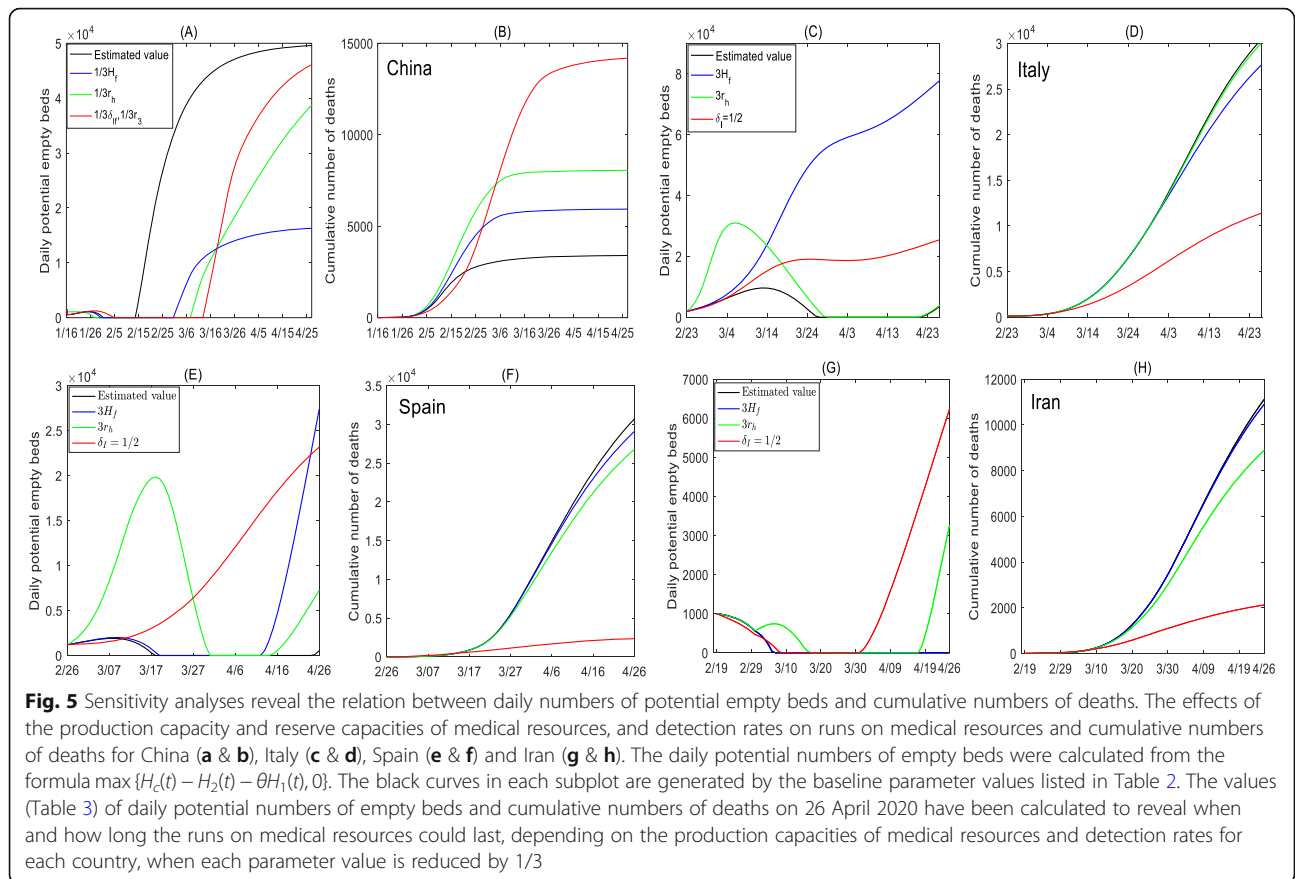 (A)
×10⁴
Daily potential empty beds
5
4
3
2
1
0
Estimated value
1/3H_f
1/3r_h
1/3δ_If,1/3r_3
1/16 1/26 2/5 2/15 2/25 3/6 3/16 3/26 4/5 4/15 4/25
(B)
China
Cumulative number of deaths
15000
10000
5000
0
1/16 1/26 2/5 2/15 2/25 3/6 3/16 3/26 4/5 4/15 4/25
(C)
×10⁴
Daily potential empty beds
8
6
4
2
0
Estimated value
3H_f
3r_h
δ_I=1/2
2/23 3/4 3/14 3/24 4/3 4/13 4/23
(D)
×10⁴
Italy
Cumulative number of deaths
3
2.5
2
1.5
1
0.5
0
2/23 3/4 3/14 3/24 4/3 4/13 4/23
(E)
×10⁴
Daily potential empty beds
3
2.5
2
1.5
1
0.5
0
Estimated value
3H_f
3r_h
δ_I = 1/2
2/26 3/07 3/17 3/27 4/6 4/16 4/26
(F)
×10⁴
Spain
Cumulative number of deaths
3.5
3
2.5
2
1.5
1
0.5
0
2/26 3/07 3/17 3/27 4/6 4/16 4/26
(G)
Daily potential empty beds
7000
6000
5000
4000
3000
2000
1000
0
Estimated value
3H_f
3r_h
δ_I = 1/2
2/19 2/29 3/10 3/20 3/30 4/09 4/19 4/26
(H)
Iran
Cumulative number of deaths
12000
10000
8000
6000
4000
2000
0
2/19 2/29 3/10 3/20 3/30 4/09 4/19 4/26
Fig. 5 Sensitivity analyses reveal the relation between daily numbers of potential empty beds and cumulative numbers of deaths. The effects of
the production capacity and reserve capacities of medical resources, and detection rates on runs on medical resources and cumulative numbers
of deaths for China (a & b), Italy (c & d), Spain (e & f) and Iran (g & h). The daily potential numbers of empty beds were calculated from the
formula max {H_c(t) − H_2(t) − θH_1(t), 0}. The black curves in each subplot are generated by the baseline parameter values listed in Table 2. The values
(Table 3) of daily potential numbers of empty beds and cumulative numbers of deaths on 26 April 2020 have been calculated to reveal when
and how long the runs on medical resources could last, depending on the production capacities of medical resources and detection rates for
each country, when each parameter value is reduced by 1/3